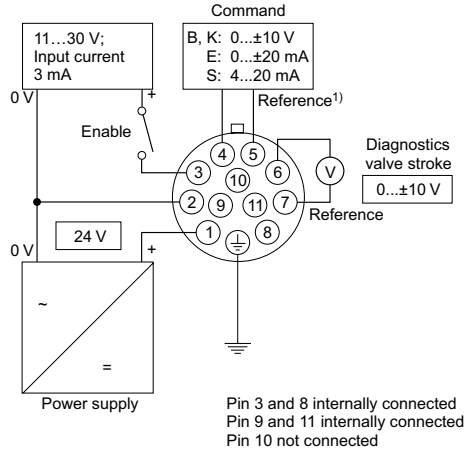 Command
11...30 V;
Input current
3 mA
B, K: 0...±10 V
E: 0...±20 mA
S: 4...20 mA
0 V
+
Reference1)
Enable
4
5
3
6
10
V
Diagnostics
valve stroke
2
9
11
7
0...±10 V
Reference
24 V
1
8
0 V
+
~
=
Power supply
Pin 3 and 8 internally connected
Pin 9 and 11 internally connected
Pin 10 not connected